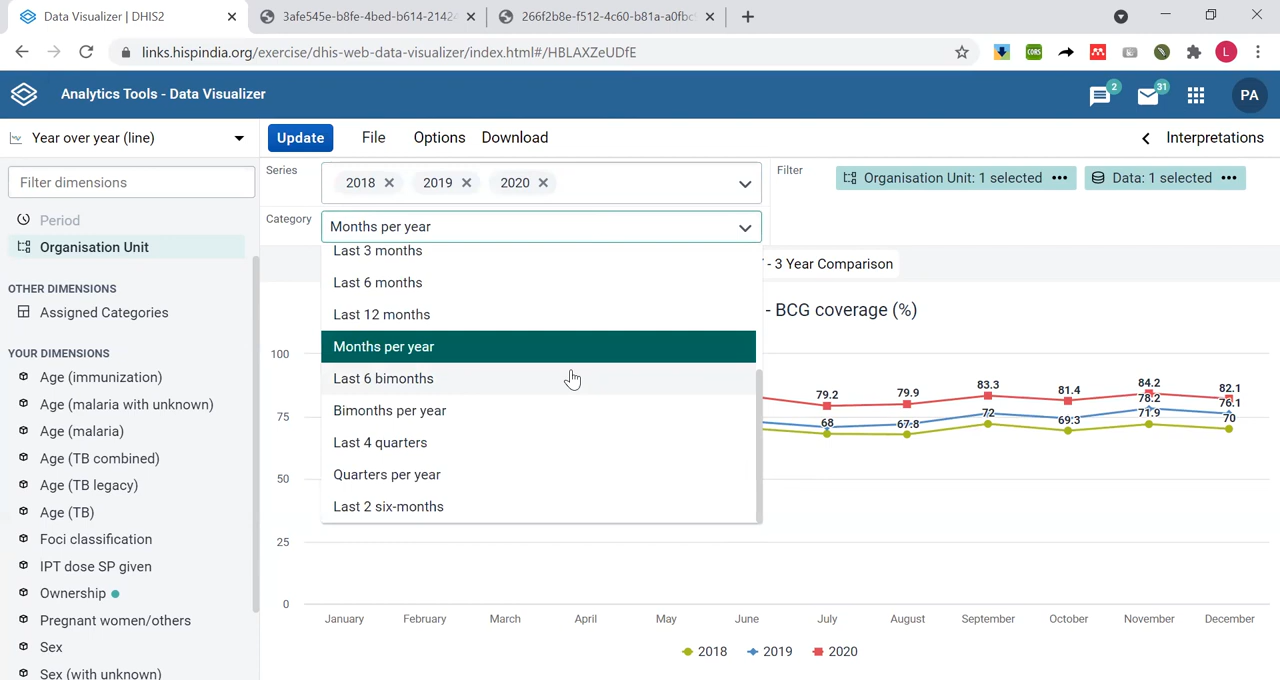 Data Visualizer | DHIS2
3afe545e-b8fe-4bed-b614-21424
266f2b8e-f512-4c60-b81a-a0fbc
links.hispindia.org/exercise/dhis-web-data-visualizer/index.html#/HBLAXZeUDfE
CORS
L
Analytics Tools - Data Visualizer
2
31
PA
Year over year (line)
Update
File
Options
Download
Interpretations
Filter dimensions
Series
2018
2019
2020
Filter
Organisation Unit: 1 selected
Data: 1 selected
Period
Category
Months per year
Organisation Unit
Last 3 months
- 3 Year Comparison
Last 6 months
OTHER DIMENSIONS
Assigned Categories
Last 12 months
- BCG coverage (%)
YOUR DIMENSIONS
Months per year
Age (immunization)
Last 6 bimonths
Age (malaria with unknown)
Bimonths per year
Age (malaria)
Last 4 quarters
Age (TB combined)
Quarters per year
Age (TB legacy)
Last 2 six-months
Age (TB)
Foci classification
IPT dose SP given
Ownership
Pregnant women/others
Sex
Sex (with unknown)
100
75
50
25
0
79.2
79.9
83.3
81.4
84.2
82.1
68
67.8
72
69.3
78.2
76.1
71.9
70
January
February
March
April
May
June
July
August
September
October
November
December
2018
2019
2020